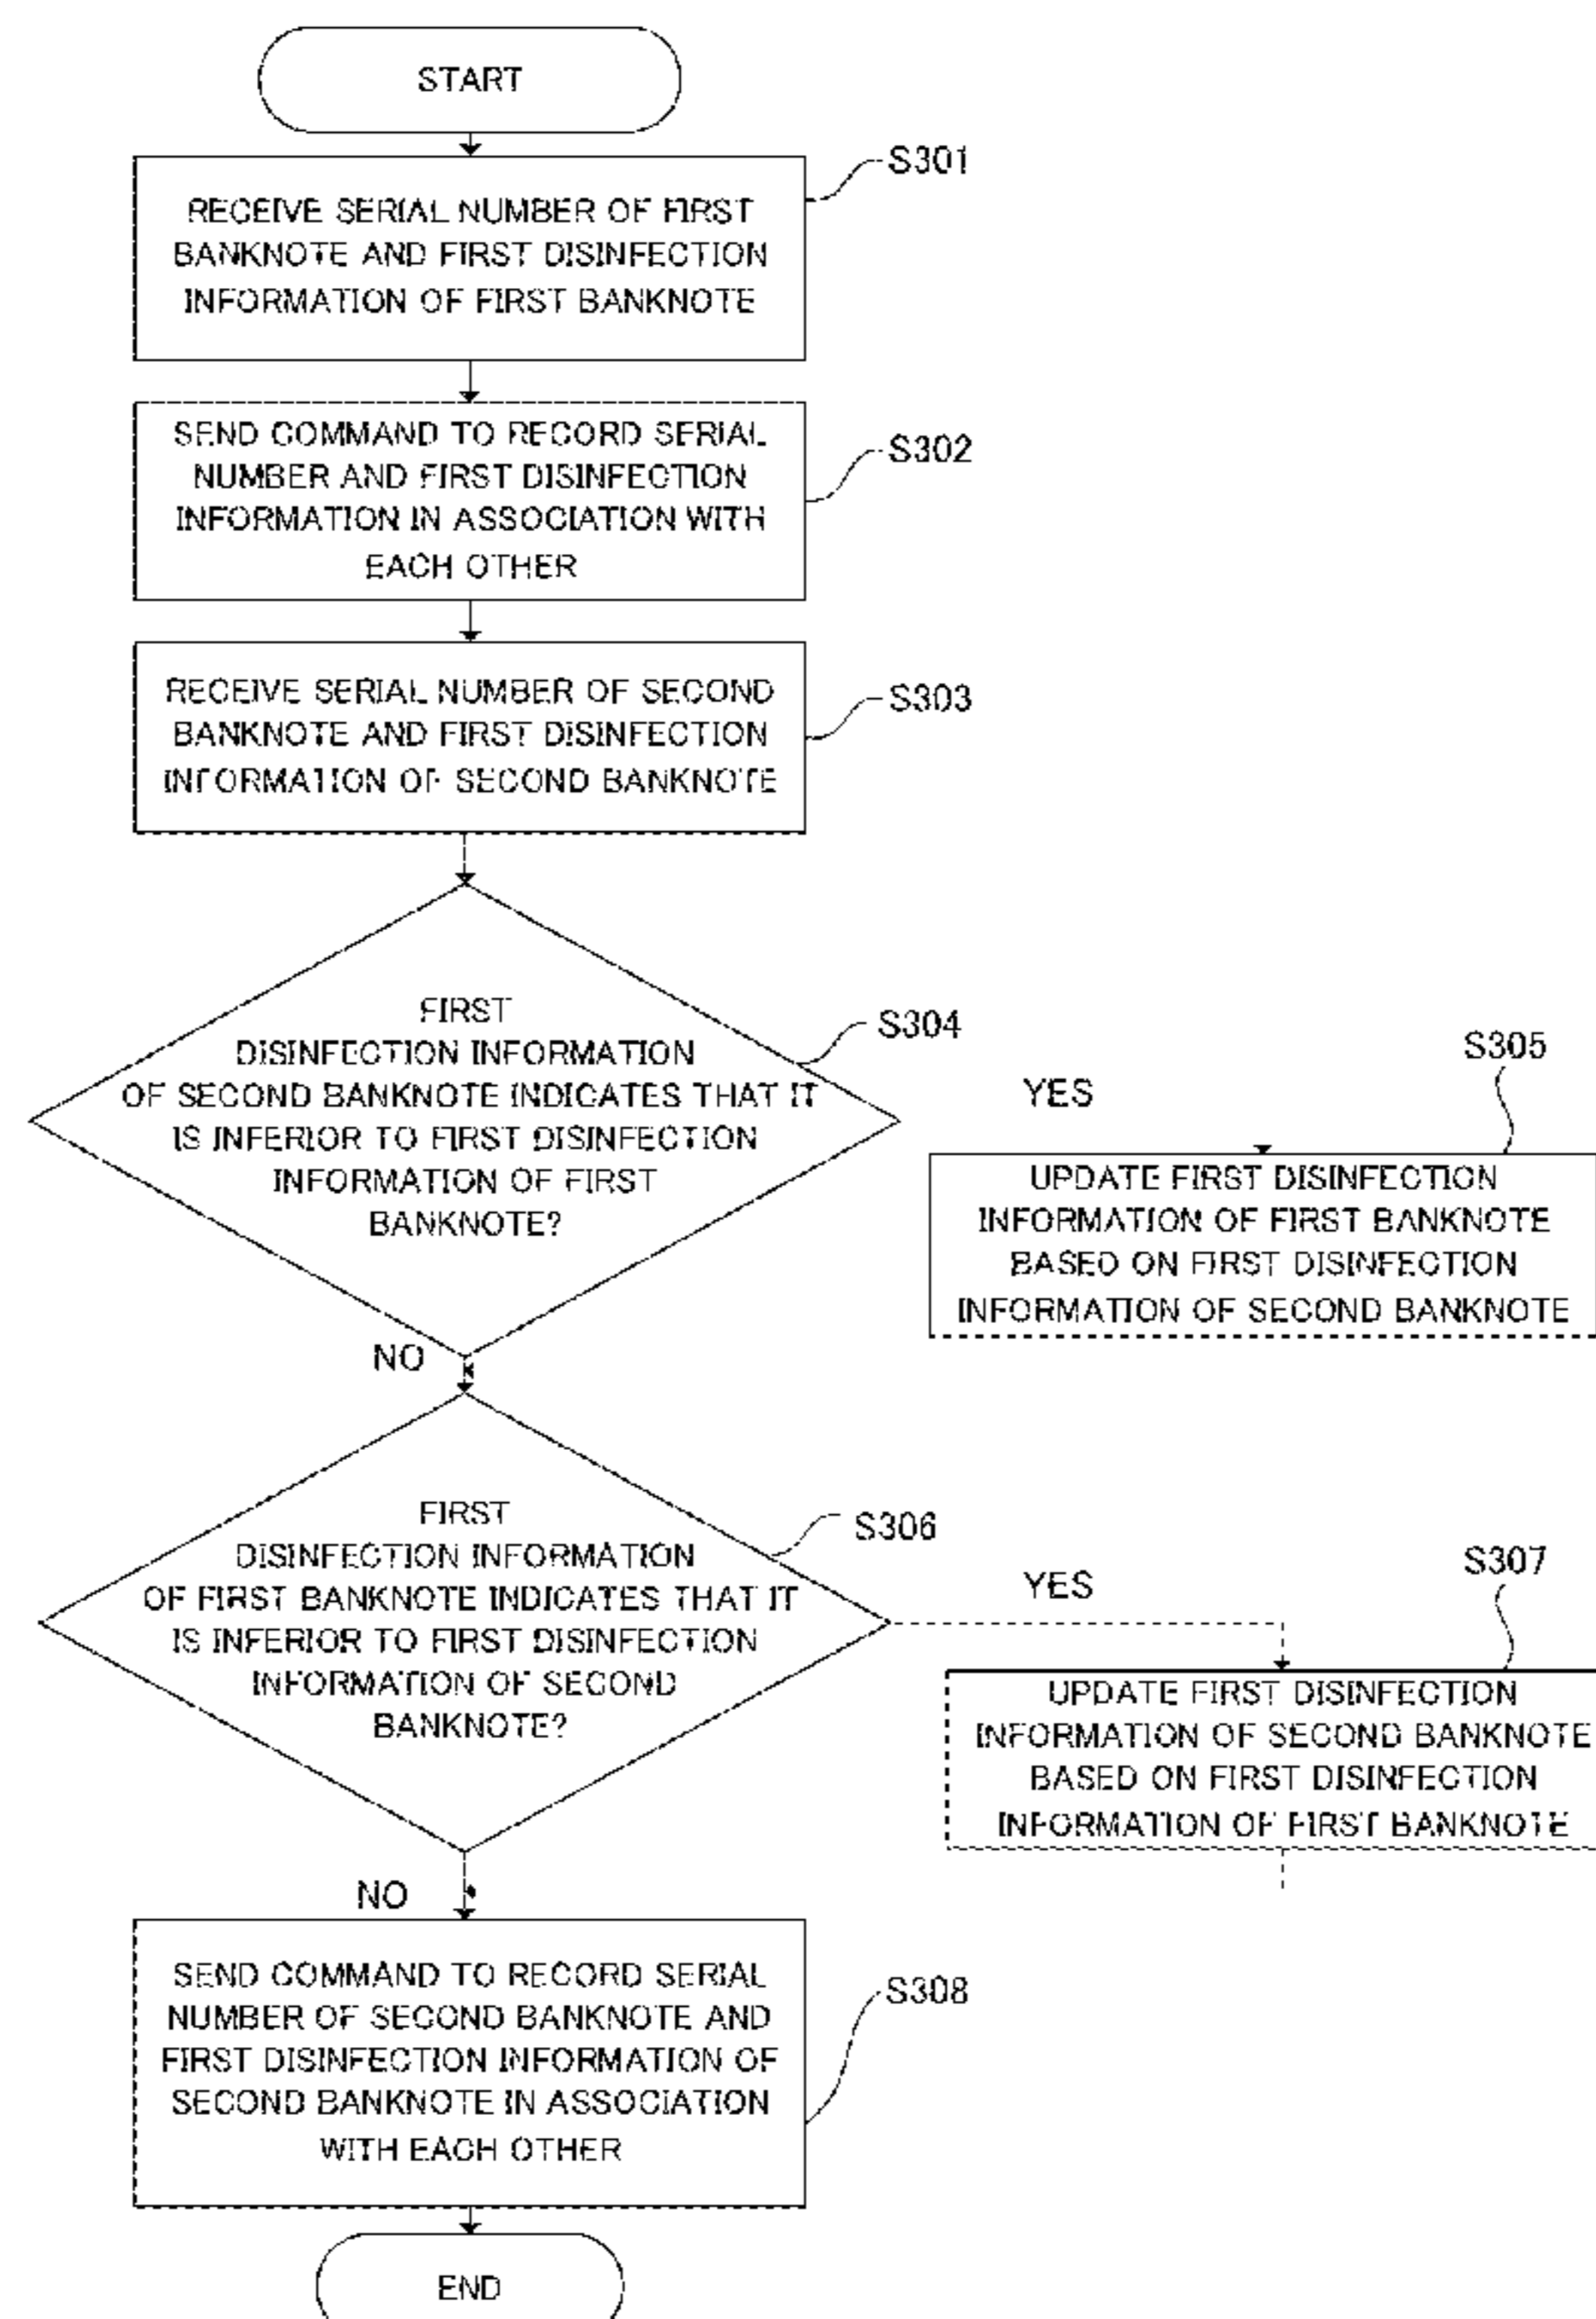 START
S301
RECEIVE SERIAL NUMBER OF FIRST
BANKNOTE AND FIRST DISINFECTION
INFORMATION OF FIRST BANKNOTE
S302
SEND COMMAND TO RECORD SERIAL
NUMBER AND FIRST DISINFECTION
INFORMATION IN ASSOCIATION WITH
EACH OTHER
S303
RECEIVE SERIAL NUMBER OF SECOND
BANKNOTE AND FIRST DISINFECTION
INFORMATION OF SECOND BANKNOTE
S304
FIRST
DISINFECTION INFORMATION
OF SECOND BANKNOTE INDICATES THAT IT
IS INFERIOR TO FIRST DISINFECTION
INFORMATION OF FIRST
BANKNOTE?
YES
S305
UPDATE FIRST DISINFECTION
INFORMATION OF FIRST BANKNOTE
BASED ON FIRST DISINFECTION
INFORMATION OF SECOND BANKNOTE
NO
S306
FIRST
DISINFECTION INFORMATION
OF FIRST BANKNOTE INDICATES THAT IT
IS INFERIOR TO FIRST DISINFECTION
INFORMATION OF SECOND
BANKNOTE?
YES
S307
UPDATE FIRST DISINFECTION
INFORMATION OF SECOND BANKNOTE
BASED ON FIRST DISINFECTION
INFORMATION OF FIRST BANKNOTE
NO
S308
SEND COMMAND TO RECORD SERIAL
NUMBER OF SECOND BANKNOTE AND
FIRST DISINFECTION INFORMATION OF
SECOND BANKNOTE IN ASSOCIATION
WITH EACH OTHER
END